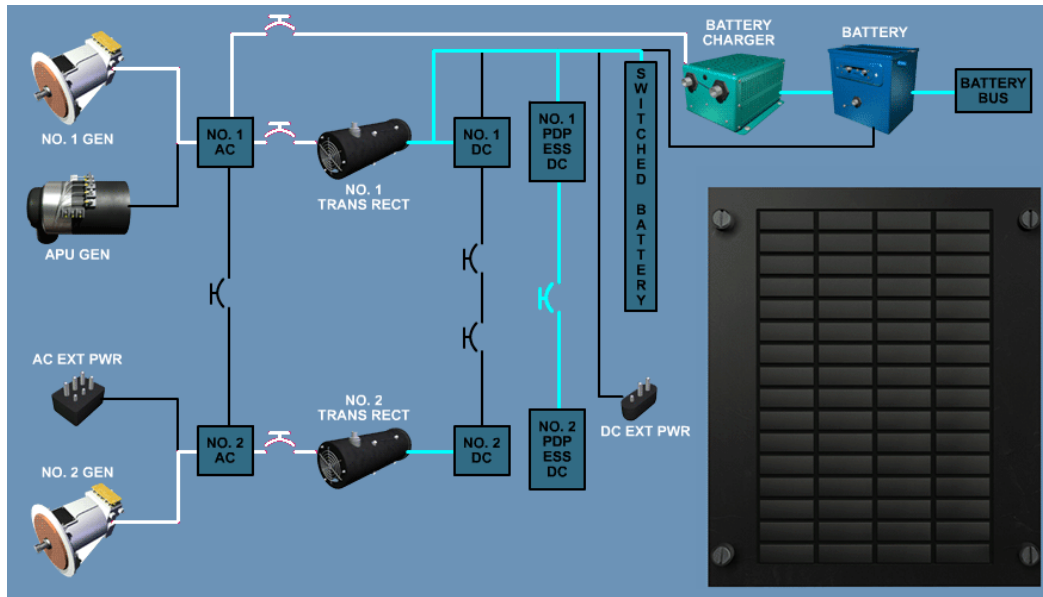 NO. 1 GEN
APU GEN
AC EXT PWR
NO. 2 GEN
NO. 1
AC
NO. 2
AC
NO. 1
TRANS RECT
NO. 2
TRANS RECT
NO. 1
DC
NO. 2
DC
NO. 1
PDP
ESS
DC
NO. 2
PDP
ESS
DC
SWITCHED BATTERY
DC EXT PWR
BATTERY
CHARGER
BATTERY
BATTERY
BUS